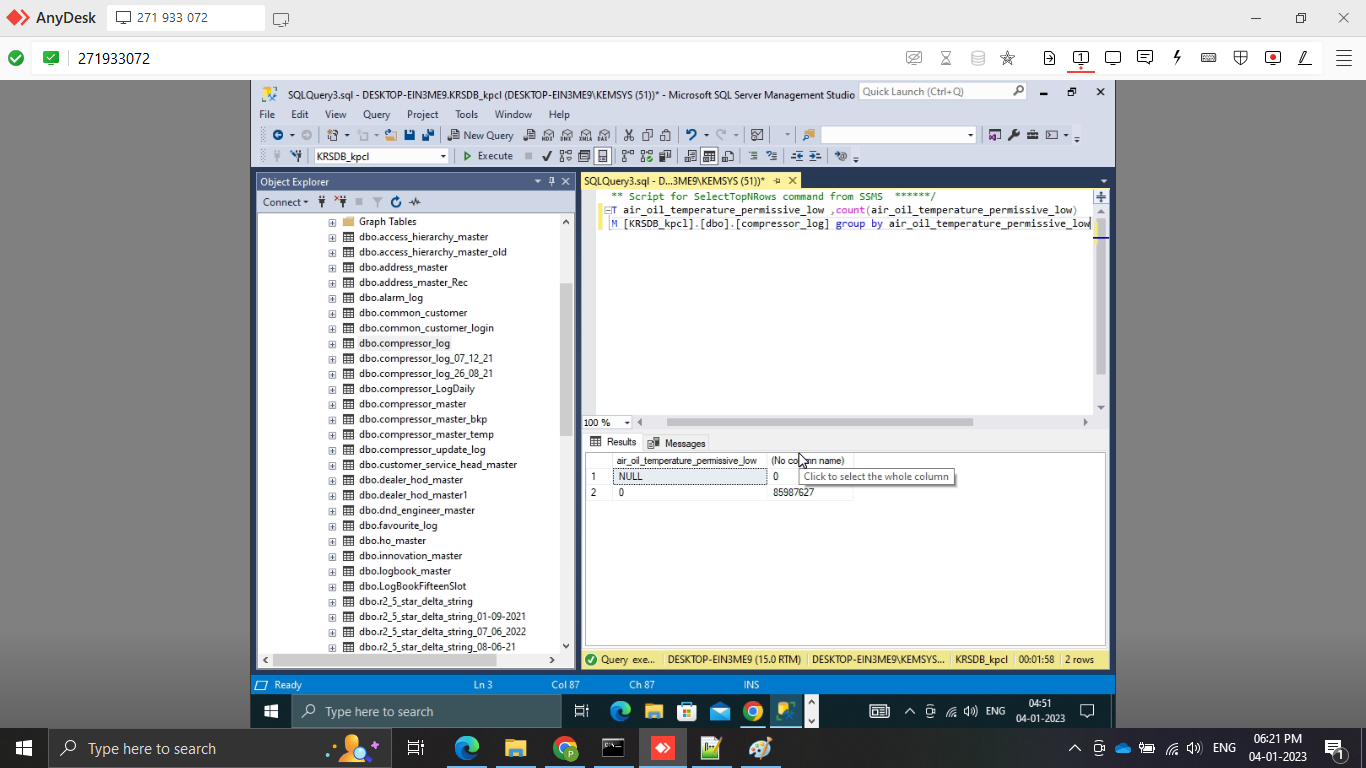 AnyDesk
271 933 072
271933072
SQLQuery3.sql - DESKTOP-EIN3ME9.KRSDB_kpcl (DESKTOP-EIN3ME9\KEMSYS (51))* - Microsoft SQL Server Management Studio
Quick Launch (Ctrl+Q)
File Edit View Query Project Tools Window Help
New Query
KRSDB_kpcl
Execute
Object Explorer
Connect
Graph Tables
dbo.access_hierarchy_master
dbo.access_hierarchy_master_old
dbo.address_master
dbo.address_master_Rec
dbo.alarm_log
dbo.common_customer
dbo.common_customer_login
dbo.compressor_log
dbo.compressor_log_07_12_21
dbo.compressor_log_26_08_21
dbo.compressor_LogDaily
dbo.compressor_master
dbo.compressor_master_bkp
dbo.compressor_master_temp
dbo.compressor_update_log
dbo.customer_service_head_master
dbo.dealer_hod_master
dbo.dealer_hod_master1
dbo.dnd_engineer_master
dbo.favourite_log
dbo.ho_master
dbo.innovation_master
dbo.logbook_master
dbo.LogBookFifteenSlot
dbo.r2_5_star_delta_string
dbo.r2_5_star_delta_string_01-09-2021
dbo.r2_5_star_delta_string_07_06_2022
dbo.r2_5_star_delta_string_08-06-21
SQLQuery3.sql - D...3ME9\KEMSYS (51))*
** Script for SelectTopNRows command from SSMS ******/
T air_oil_temperature_permissive_low ,count(air_oil_temperature_permissive_low)
M [KRSDB_kpcl].[dbo].[compressor_log] group by air_oil_temperature_permissive_low
100 %
Results Messages
air_oil_temperature_permissive_low (No column name)
1 NULL 0
Click to select the whole column
2 0 85987627
Query exe... DESKTOP-EIN3ME9 (15.0 RTM) DESKTOP-EIN3ME9\KEMSYS... KRSDB_kpcl 00:01:58 2 rows
Ready Ln 3 Col 87 Ch 87 INS
Type here to search
ENG
04:51
04-01-2023
Type here to search
ENG
06:21 PM
04-01-2023
1